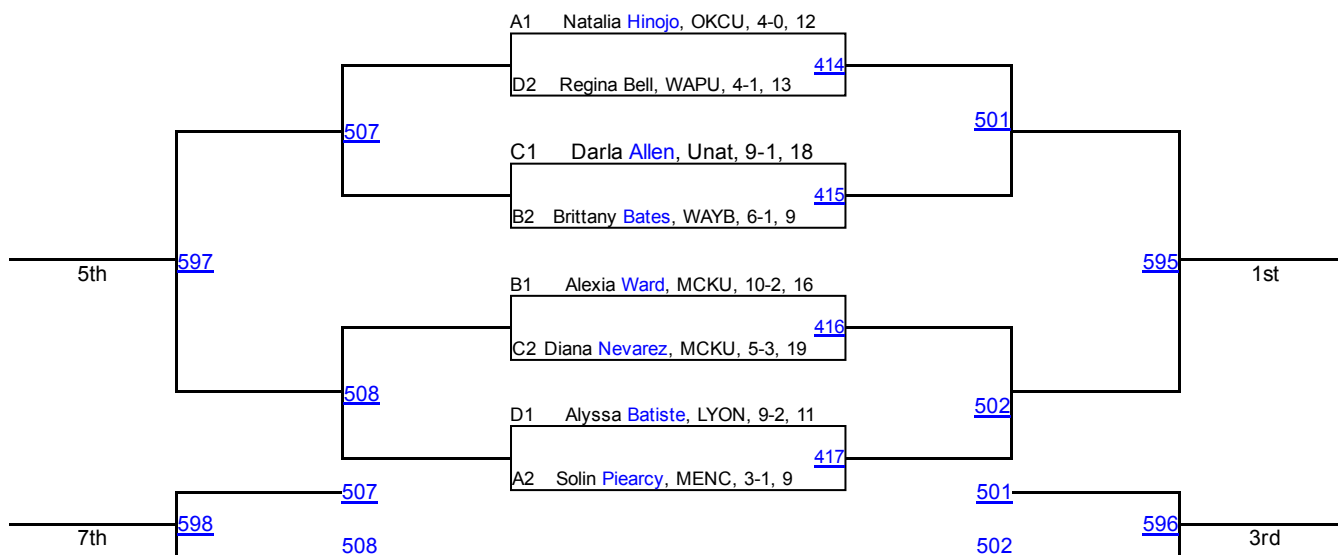 A1 Natalia Hinojo, OKCU, 4-0, 12
414
D2 Regina Bell, WAPU, 4-1, 13
507
501
C1 Darla Allen, Unat, 9-1, 18
415
B2 Brittany Bates, WAYB, 6-1, 9
597
5th
595
1st
B1 Alexia Ward, MCKU, 10-2, 16
416
C2 Diana Nevarez, MCKU, 5-3, 19
508
502
D1 Alyssa Batiste, LYON, 9-2, 11
417
A2 Solin Piearcy, MENC, 3-1, 9
507
501
598
7th
596
3rd
508
502